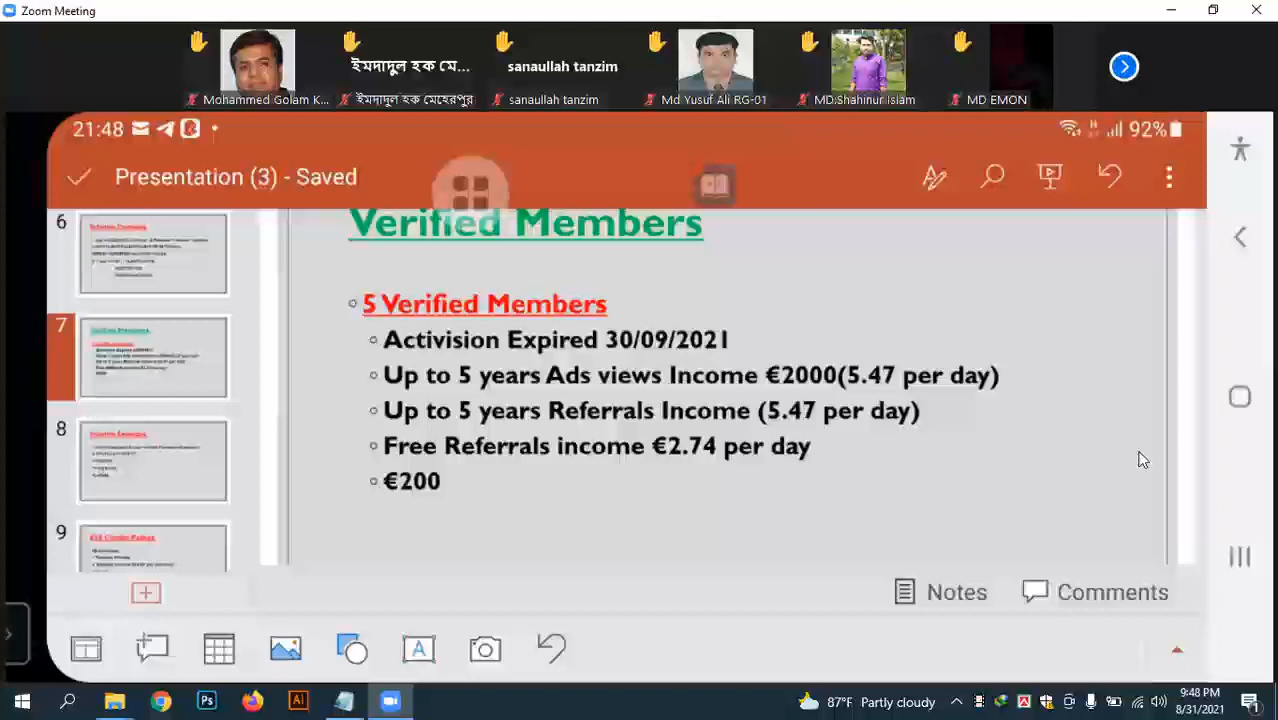 Zoom Meeting
ইমদাদুল হক মে...
sanaullah tanzim
Mohammed Golam K...
ইমদাদুল হক মেহেরপুর
sanaullah tanzim
Md Yusuf Ali RG-01
MD:Shahinur islam
MD EMON
21:48
92%
Presentation (3) - Saved
6
7
8
9
Verified Members
5 Verified Members
Activision Expired 30/09/2021
Up to 5 years Ads views Income €2000(5.47 per day)
Up to 5 years Referrals Income (5.47 per day)
Free Referrals income €2.74 per day
€200
Notes
Comments
87°F Partly cloudy
9:48 PM
8/31/2021